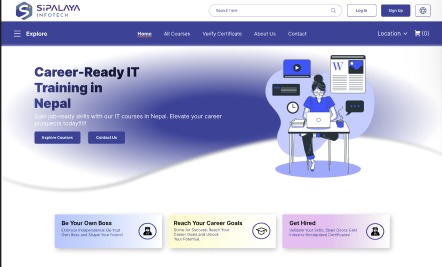 SIPALAYA
INFOTECH
Search here
Log In
Sign Up
Explore
Home
All Courses
Verify Certificate
About Us
Contact
Location
(0)
Career-Ready IT
Training in
Nepal
job-ready skills with our IT courses in Nepal. Elevate your career
prospects today!!!!
Explore Courses
Contact Us
W
Be Your Own Boss
Embrace Independence: Be Your
Own Boss and Shape Your Future!
Reach Your Career Goals
Strive for Success: Reach Your
Career Goals and Unlock
Your Potential.
Get Hired
Validate Your Skills, Open Doors: Get
Industry-Recognized Certificates!